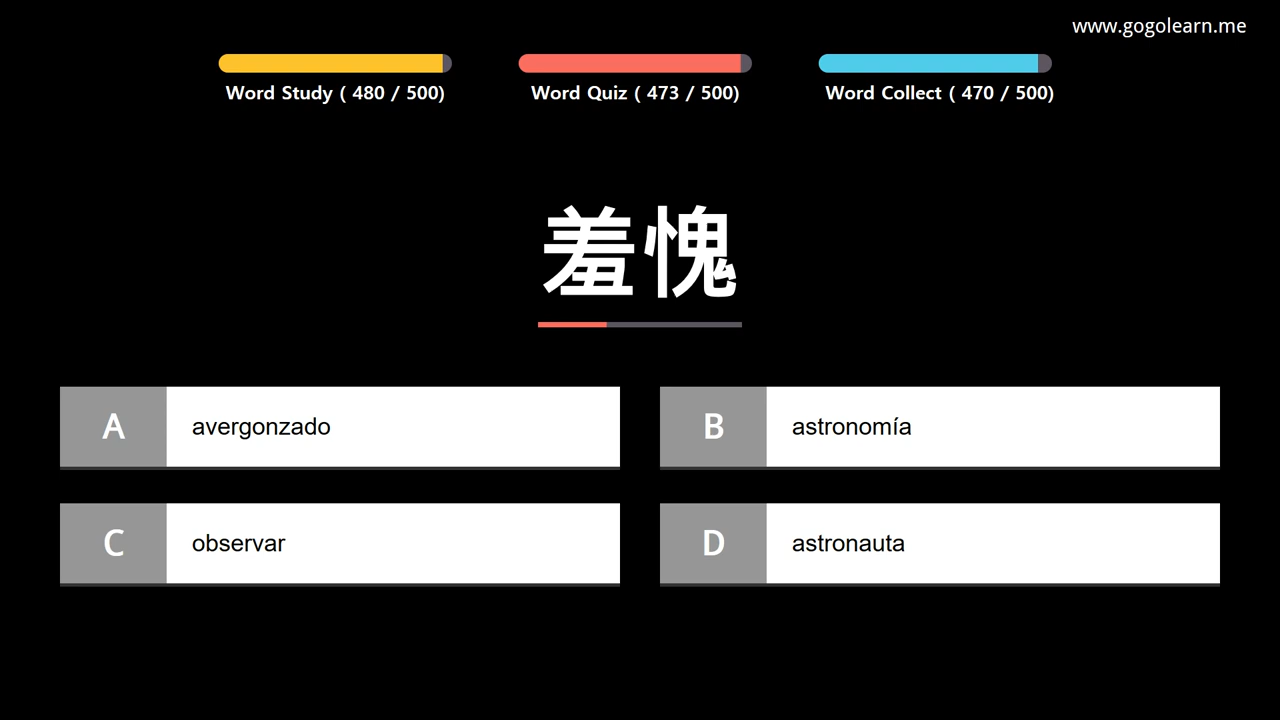 www.gogolearn.me
Word Study ( 480 / 500)
Word Quiz ( 473 / 500)
Word Collect ( 470 / 500)
羞愧
A avergonzado
B astronomía
C observar
D astronauta